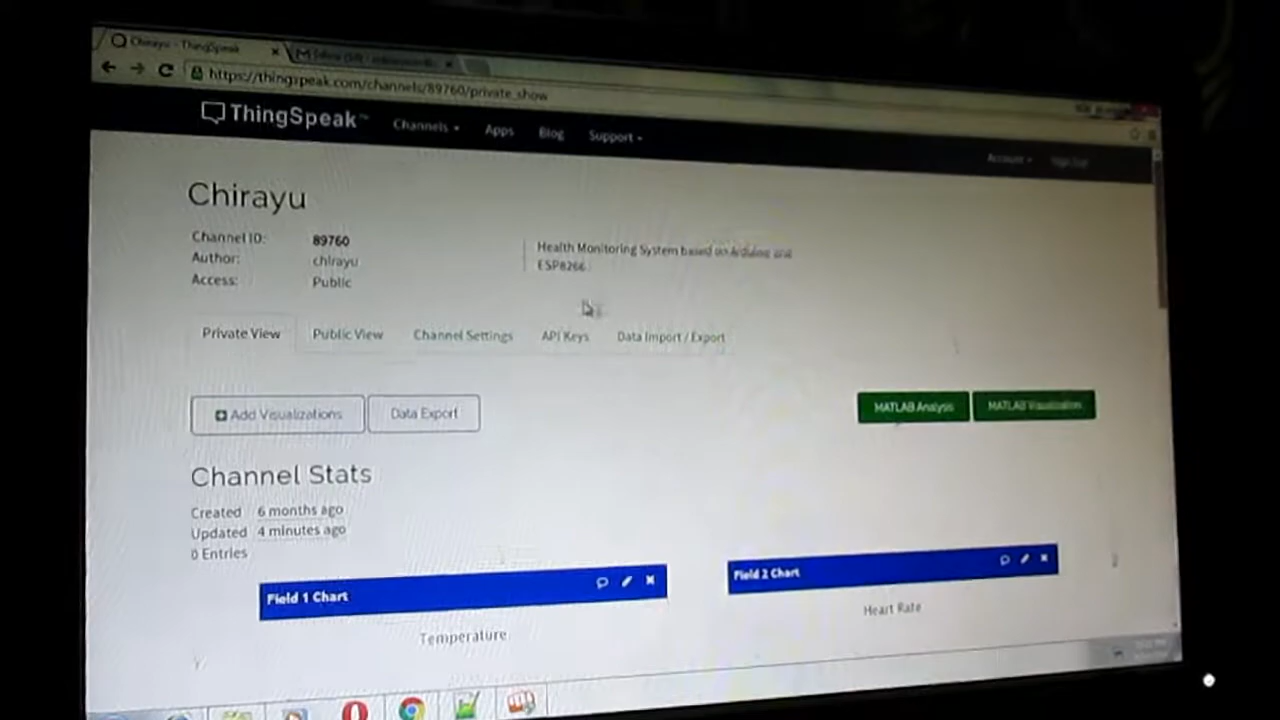 Chirayu - ThingSpeak
https://thingspeak.com/channels/89760/private_show
ThingSpeak™ Channels Apps Blog Support Account
Chirayu
Channel ID: 89760
Author: chirayu
Access: Public
Health Monitoring System based on Arduino and
ESP8266
Private View Public View Channel Settings API Keys Data Import / Export
Add Visualizations Data Export MATLAB Analysis MATLAB Visualization
Channel Stats
Created 6 months ago
Updated 4 minutes ago
0 Entries
Field 1 Chart Field 2 Chart
Temperature Heart Rate